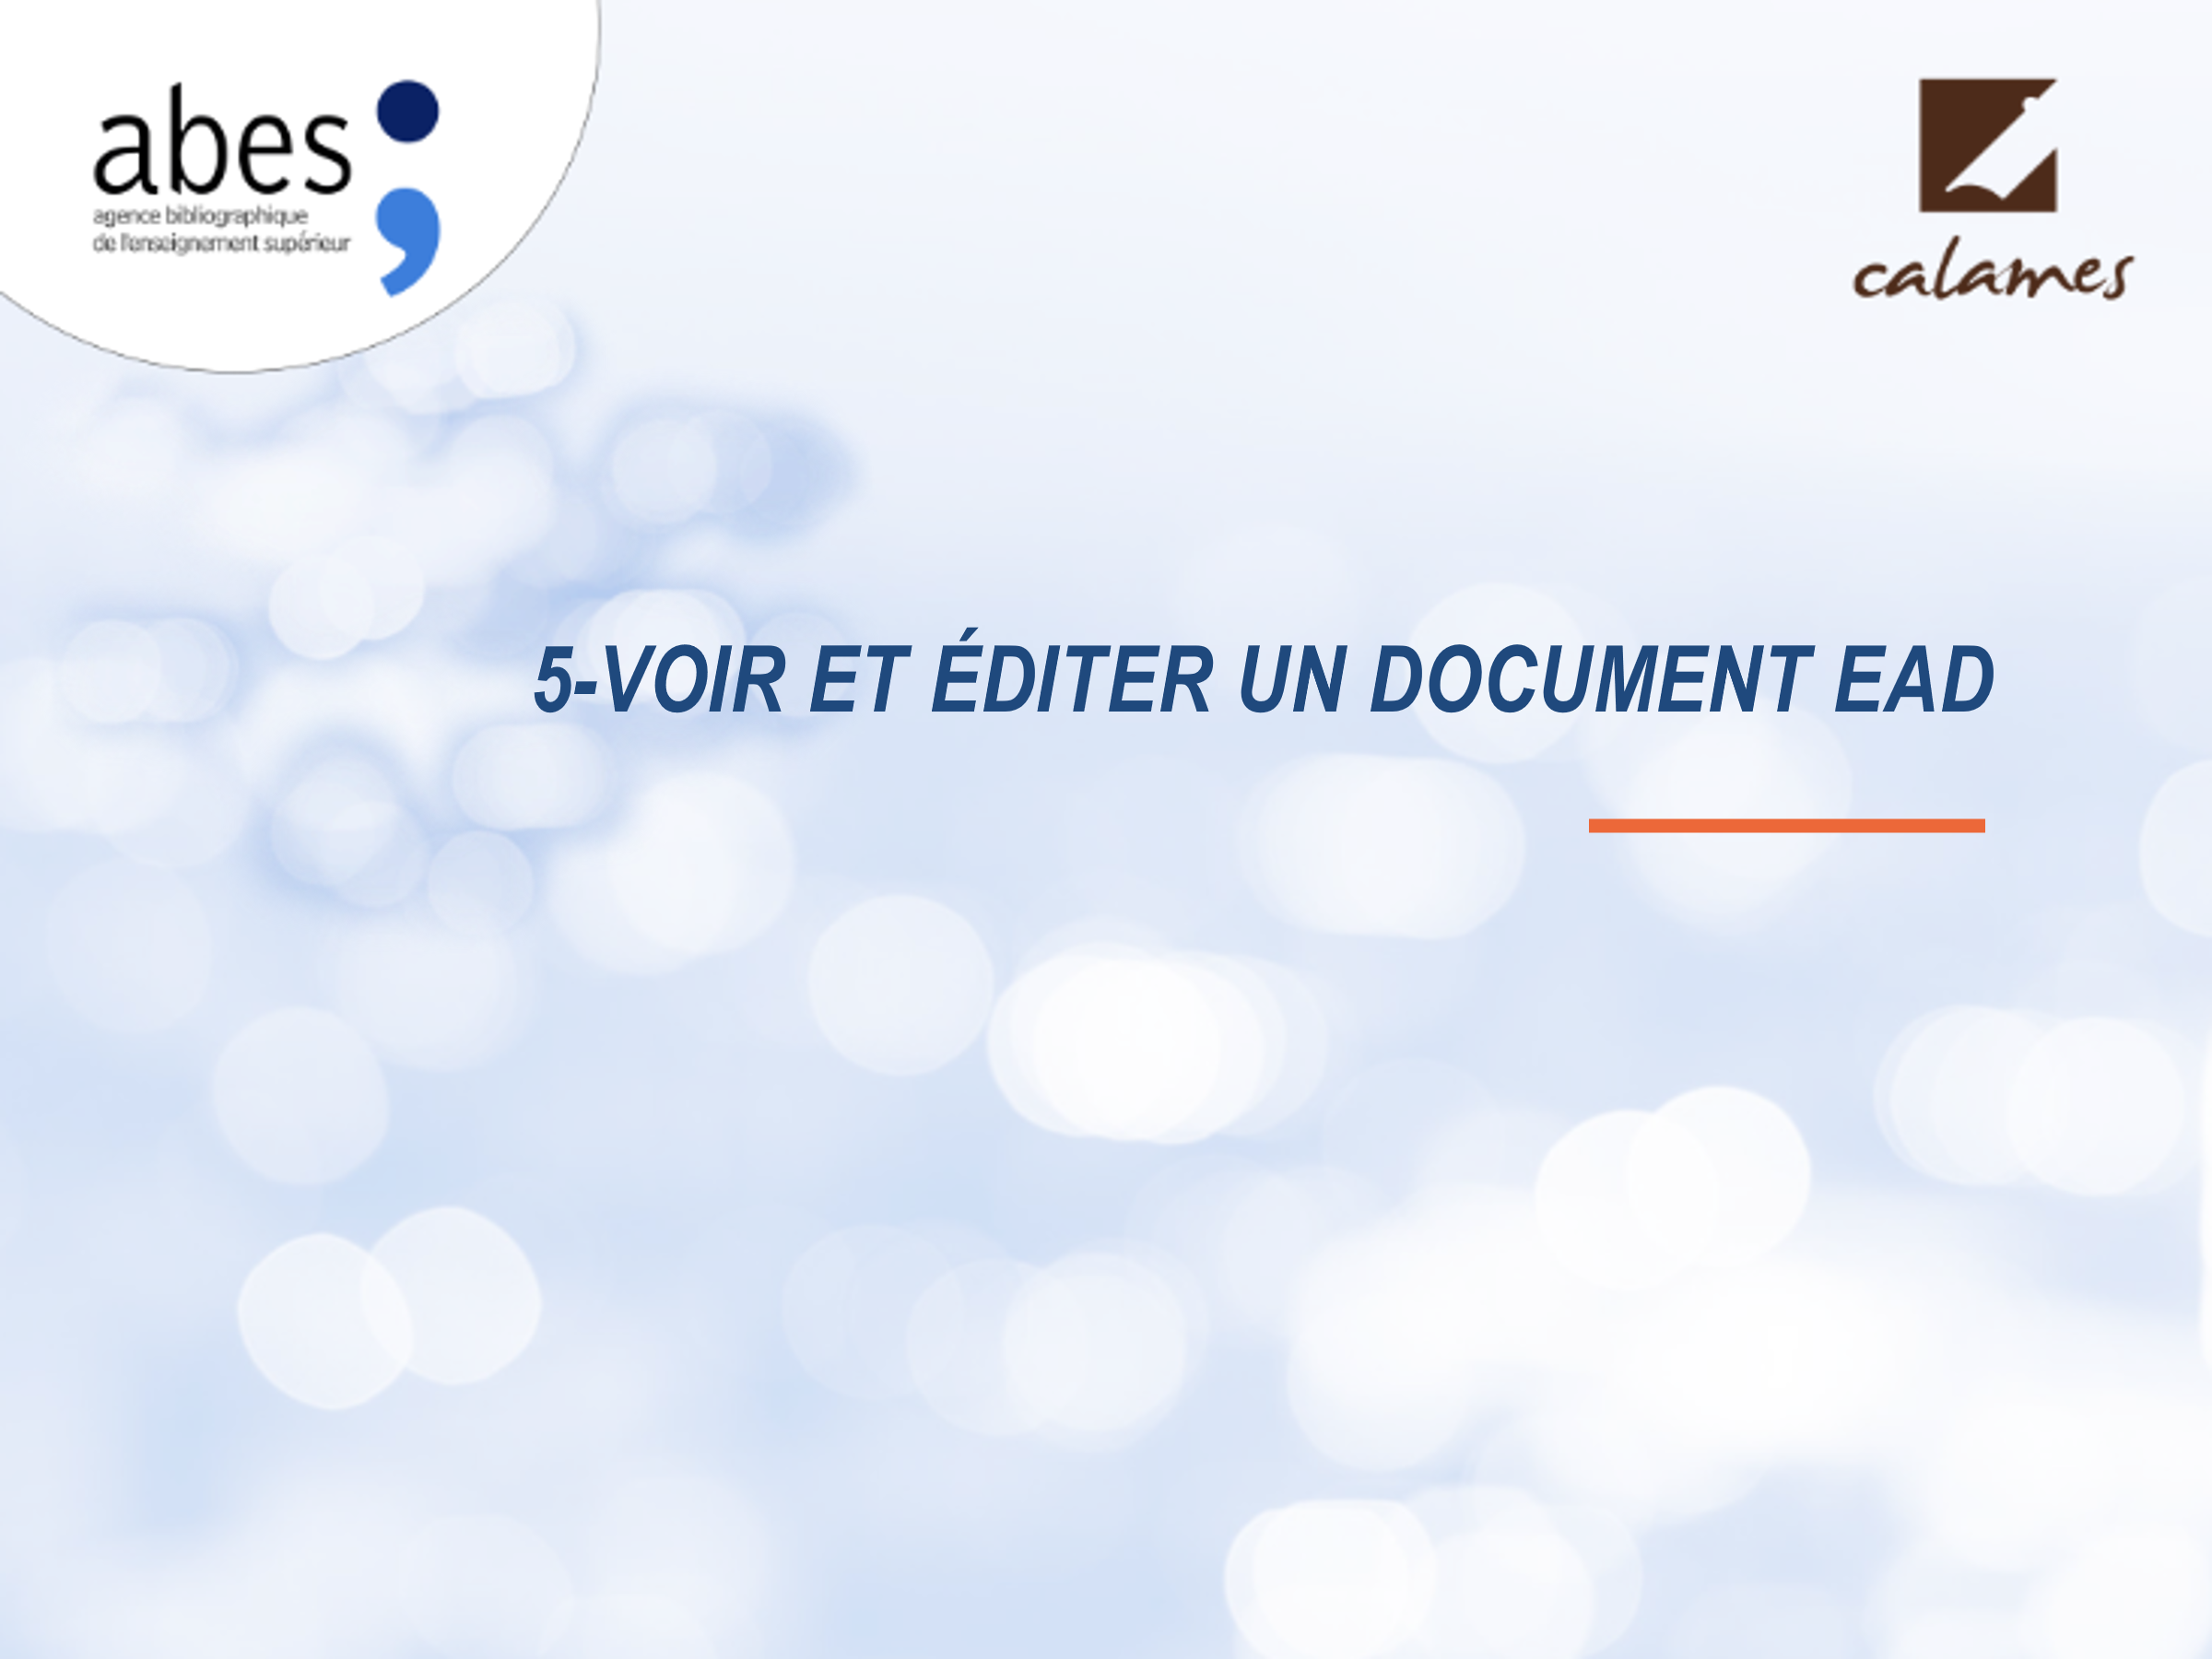 abes
agence bibliographique
de l'enseignement supérieur
calames
5-VOIR ET ÉDITER UN DOCUMENT EAD